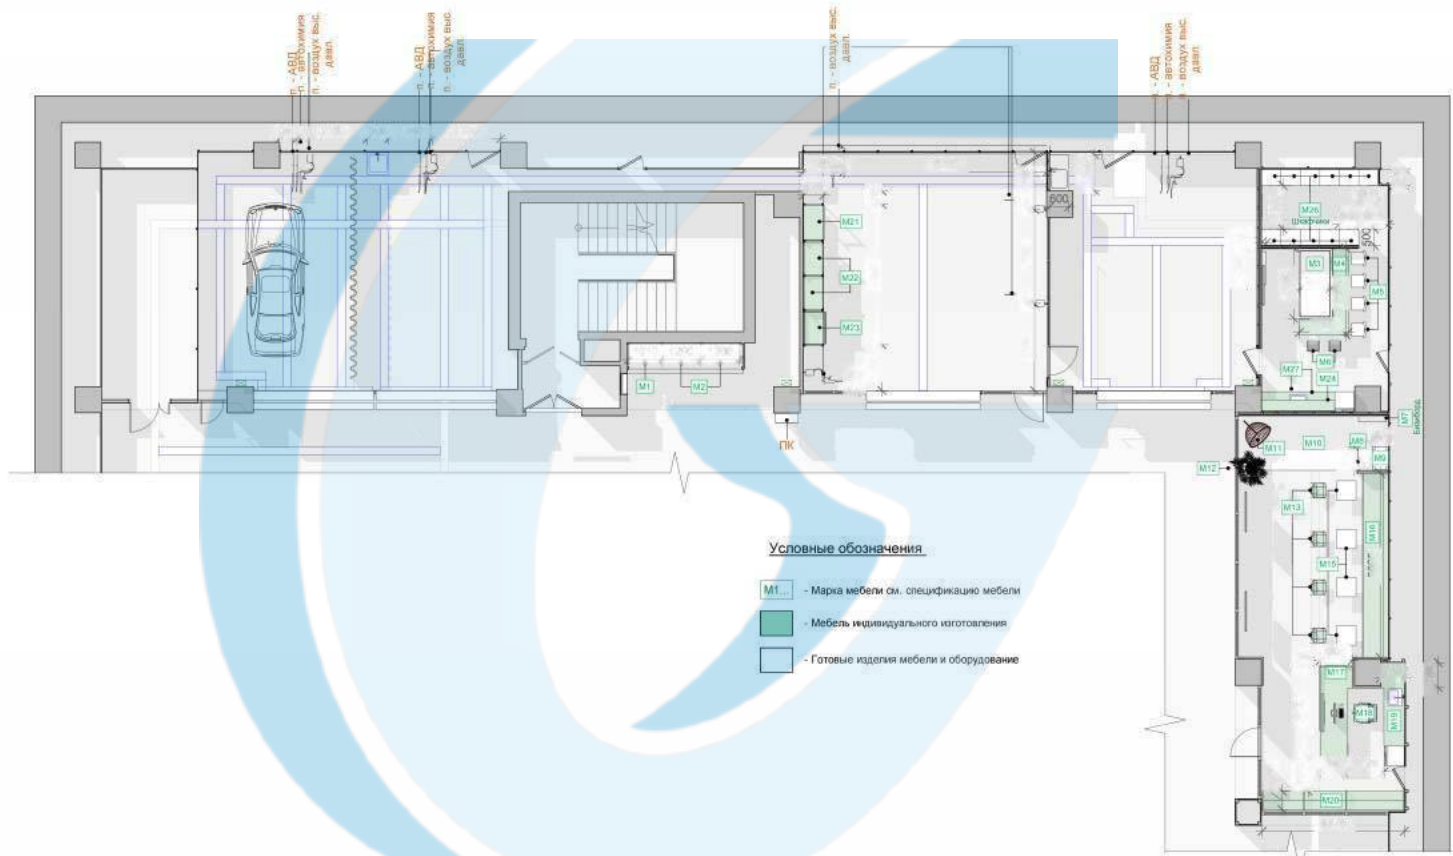 п. - АВД
п. - автохимия
п. - воздух выс.
давл.
п. - АВД
п. - автохимия
п. - воздух выс.
давл.
п. - воздух выс.
давл.
п. - АВД
п. - автохимия
п. - воздух выс.
давл.
М21
М22
М23
М1
М2
ПК
600
М26
Шкафчики
500
М3
М4
М5
М6
М27
М24
М7
Бизиборд
М8
М9
М10
М11
М12
М13
М15
М16
М17
М18
М19
М20
Условные обозначения
М1... - Марка мебели см. спецификацию мебели
- Мебель индивидуального изготовления
- Готовые изделия мебели и оборудование